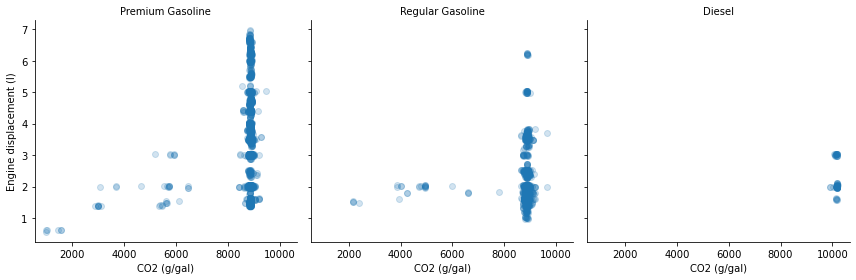 Premium Gasoline
Regular Gasoline
Diesel
Engine displacement (l)
7
6
5
4
3
2
1
2000 4000 6000 8000 10000
2000 4000 6000 8000 10000
2000 4000 6000 8000 10000
CO2 (g/gal)
CO2 (g/gal)
CO2 (g/gal)